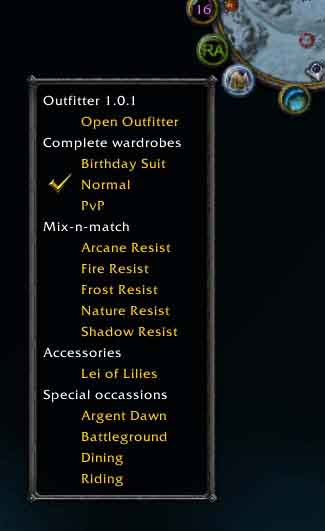 16
RA
Outfitter 1.0.1
Open Outfitter
Complete wardrobes
Birthday Suit
Normal
PvP
Mix-n-match
Arcane Resist
Fire Resist
Frost Resist
Nature Resist
Shadow Resist
Accessories
Lei of Lilies
Special occassions
Argent Dawn
Battleground
Dining
Riding